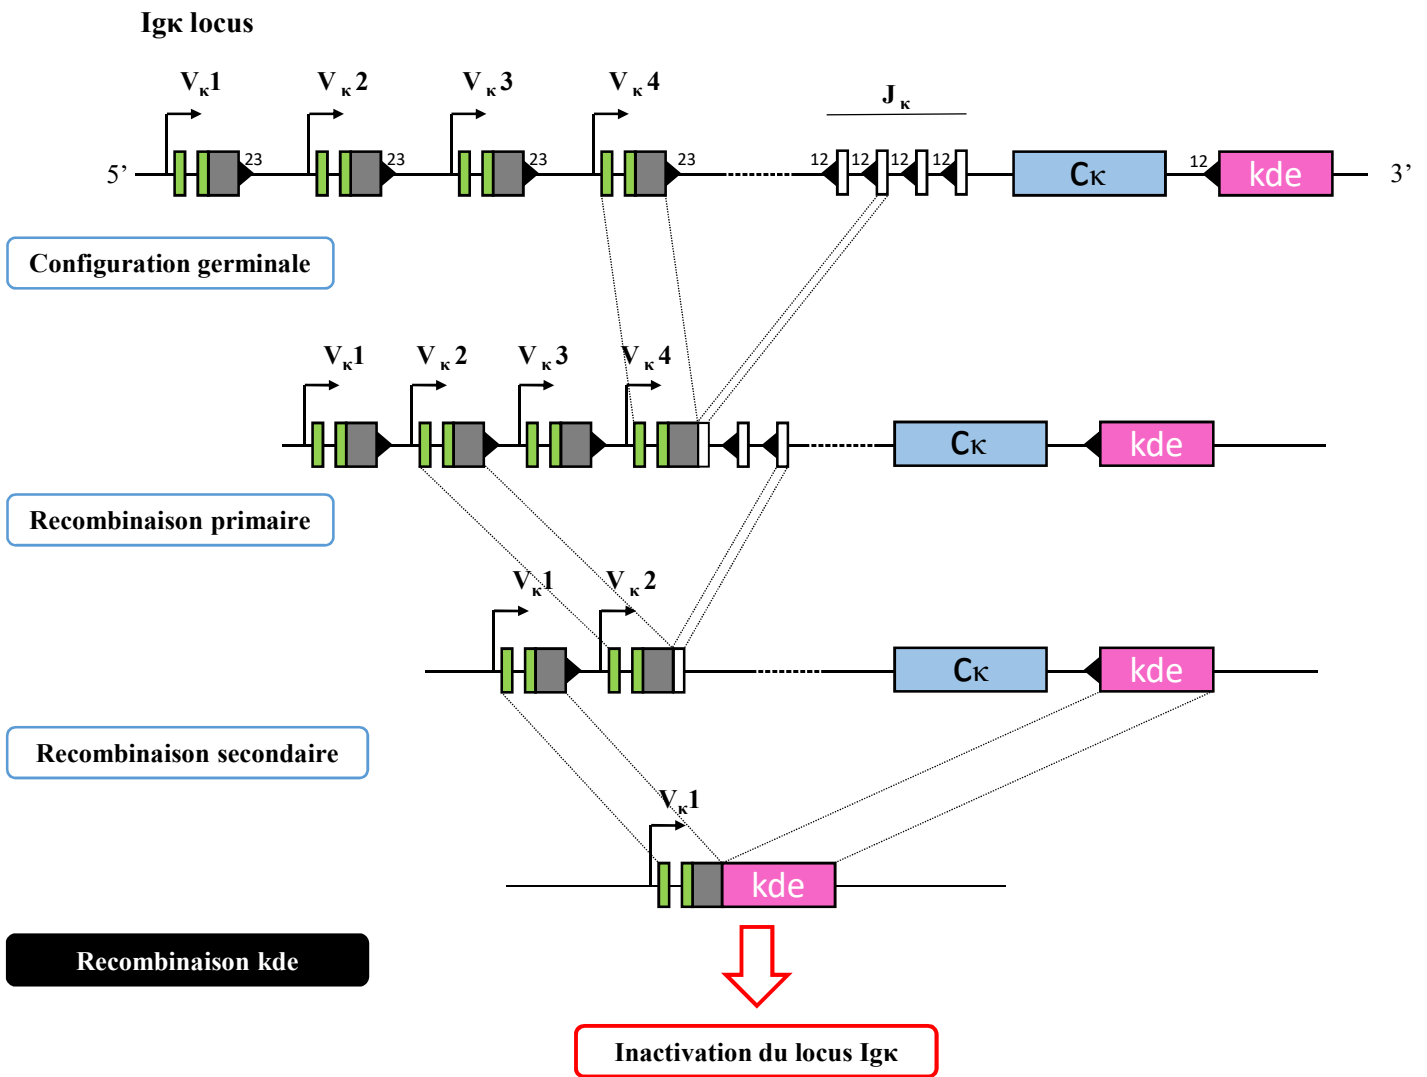 Igκ locus
Vκ1 Vκ2 Vκ3 Vκ4 Jκ
5’ 23 23 23 23 12 12 12 12 Cκ 12 kde 3’
Configuration germinale
Vκ1 Vκ2 Vκ3 Vκ4
Cκ kde
Recombinaison primaire
Vκ1 Vκ2
Cκ kde
Recombinaison secondaire
Vκ1
kde
Recombinaison kde
Inactivation du locus Igκ